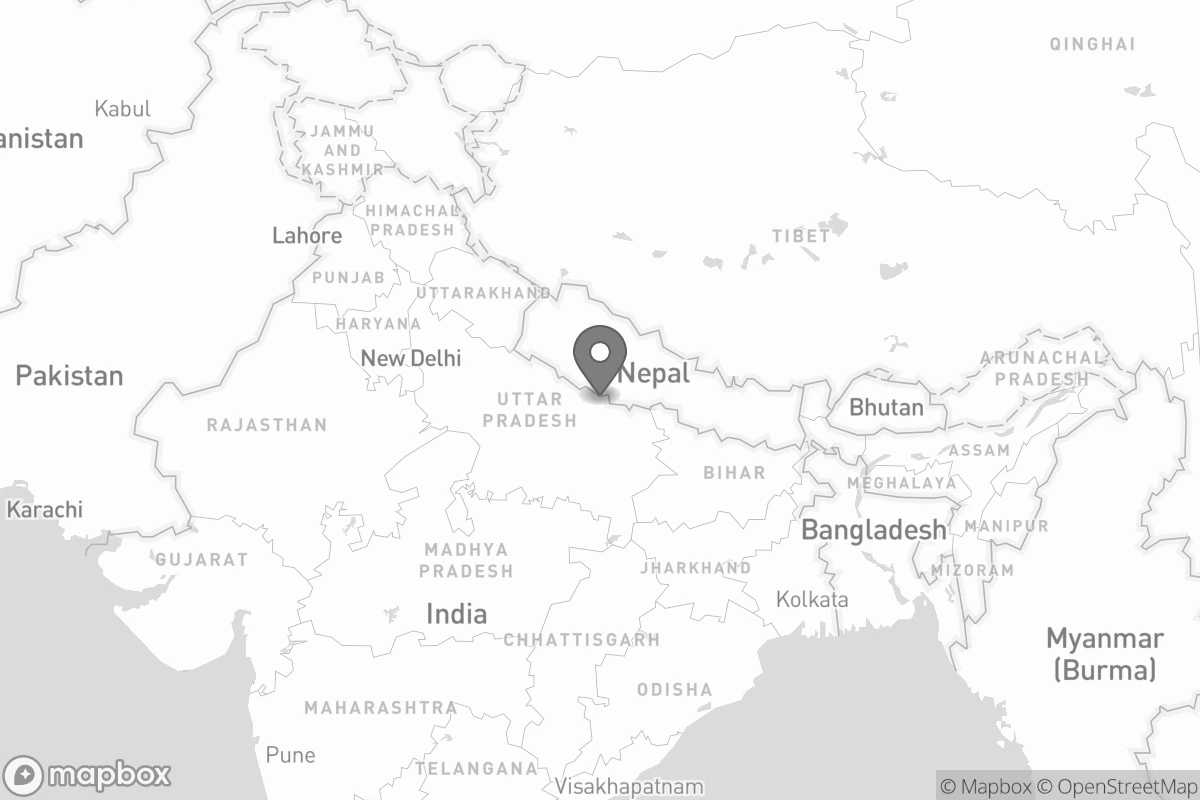 QINGHAI
Kabul
anistan
JAMMU
AND
KASHMIR
HIMACHAL
PRADESH
Lahore
TIBET
PUNJAB
UTTARAKHAND
HARYANA
New Delhi
Pakistan
Nepal
ARUNACHAL
PRADESH
UTTAR
PRADESH
Bhutan
RAJASTHAN
ASSAM
BIHAR
MEGHALAYA
Karachi
Bangladesh
MANIPUR
GUJARAT
MADHYA
PRADESH
JHARKHAND
MIZORAM
Kolkata
India
CHHATTISGARH
Myanmar
(Burma)
ODISHA
MAHARASHTRA
Pune
TELANGANA
Visakhapatnam
mapbox
© Mapbox © OpenStreetMap